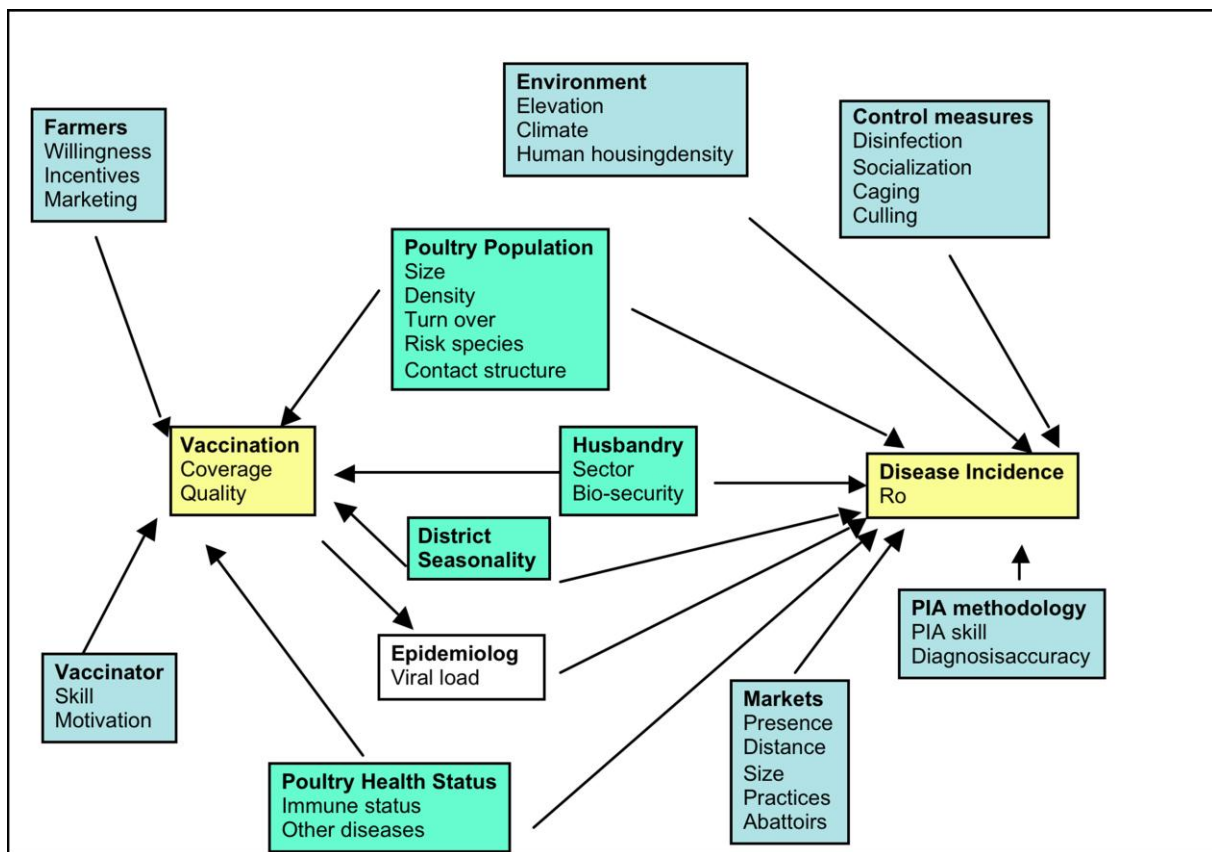 Environment
Elevation
Climate
Human housingdensity
Control measures
Disinfection
Socialization
Caging
Culling
Farmers
Willingness
Incentives
Marketing
Poultry Population
Size
Density
Turn over
Risk species
Contact structure
Vaccination
Coverage
Quality
Husbandry
Sector
Bio-security
Disease Incidence
Ro
District
Seasonality
Epidemiolog
Viral load
PIA methodology
PIA skill
Diagnosisaccuracy
Vaccinator
Skill
Motivation
Markets
Presence
Distance
Size
Practices
Abattoirs
Poultry Health Status
Immune status
Other diseases